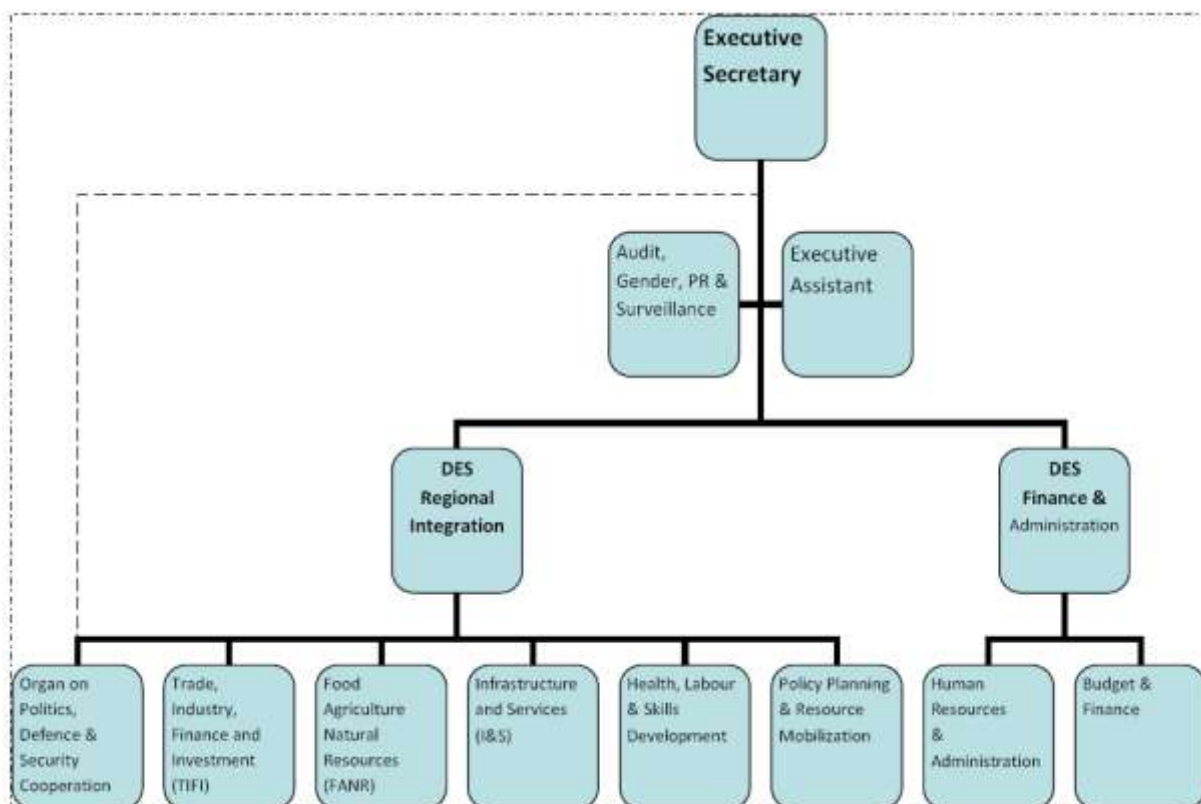 Executive
Secretary
Audit,
Gender, PR &
Surveillance
Executive
Assistant
DES
Regional
Integration
DES
Finance &
Administration
Organ on
Politics,
Defence &
Security
Cooperation
Trade,
Industry,
Finance and
Investment
(TIFI)
Food
Agriculture
Natural
Resources
(FANR)
Infrastructure
and Services
(I&S)
Health, Labour
& Skills
Development
Policy Planning
& Resource
Mobilization
Human
Resources
&
Administration
Budget &
Finance